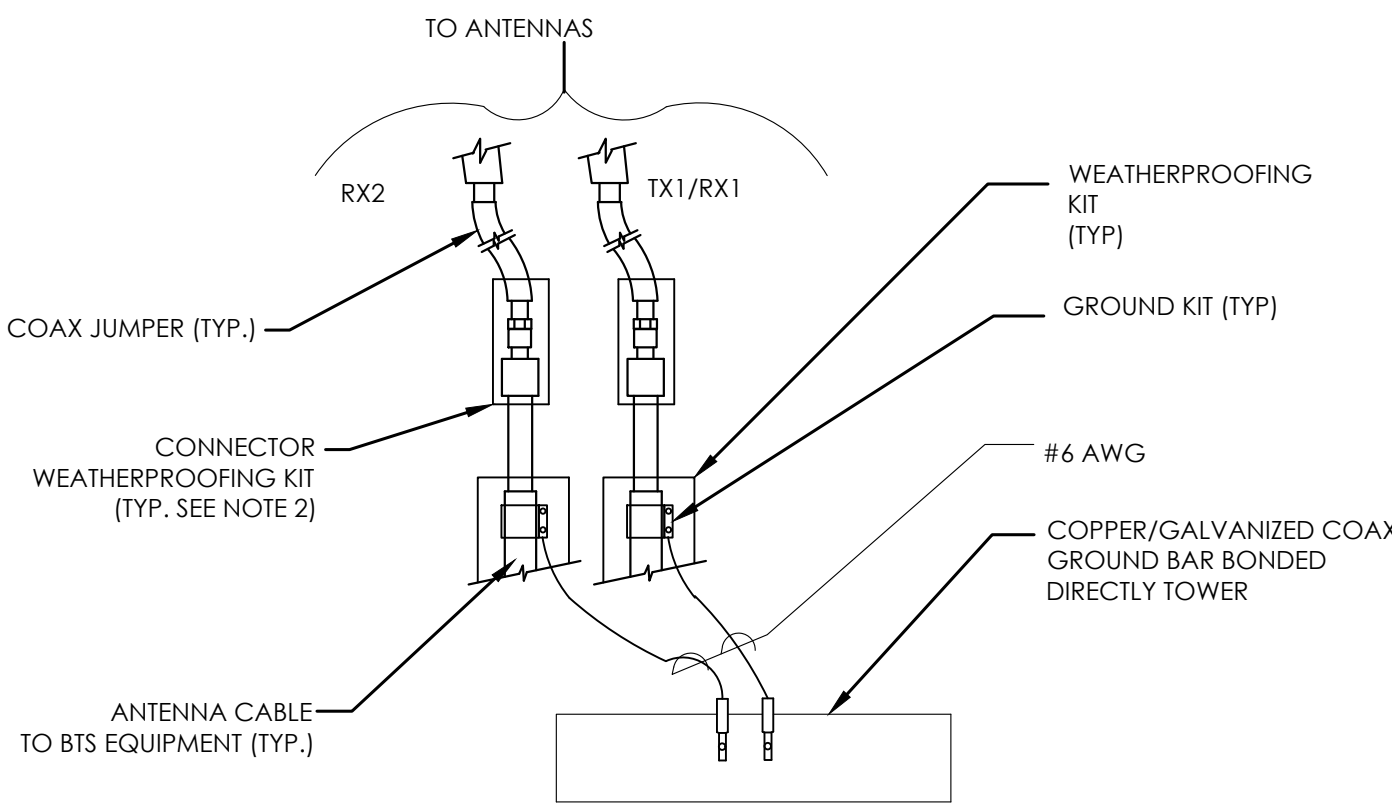 TO ANTENNAS
RX2
TX1/RX1
WEATHERPROOFING
KIT
(TYP)
GROUND KIT (TYP)
COAX JUMPER (TYP.)
CONNECTOR
WEATHERPROOFING KIT
(TYP. SEE NOTE 2)
#6 AWG
COPPER/GALVANIZED COAX
GROUND BAR BONDED
DIRECTLY TOWER
ANTENNA CABLE
TO BTS EQUIPMENT (TYP.)